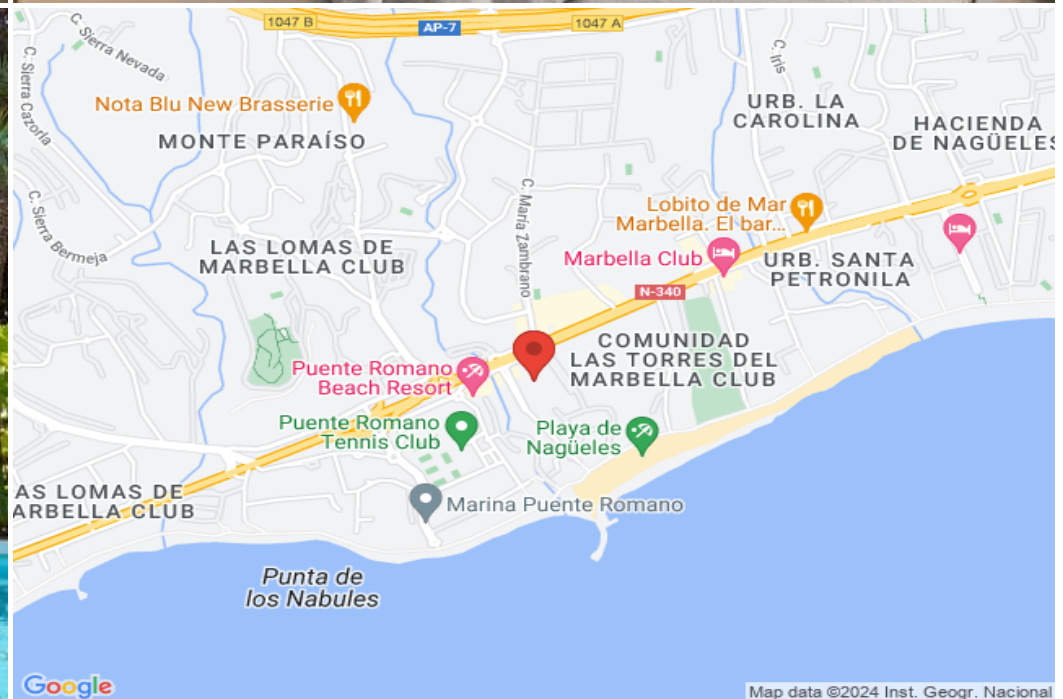 1047 B
AP-7
1047 A
C. Sierra Nevada
C. Sierra Cazorla
C. Iris
Nota Blu New Brasserie
MONTE PARAÍSO
URB. LA
CAROLINA
HACIENDA
DE NAGÜELES
C. Sierra Bermeja
C. María Zambrano
Lobito de Mar
Marbella. El bar...
LAS LOMAS DE
MARBELLA CLUB
Marbella Club
URB. SANTA
PETRONILA
N-340
COMUNIDAD
LAS TORRES DEL
MARBELLA CLUB
Puente Romano
Beach Resort
Puente Romano
Tennis Club
Playa de
Nagüeles
AS LOMAS DE
ARBELLA CLUB
Marina Puente Romano
Punta de
los Nabules
Google
Map data ©2024 Inst. Geogr. Nacional